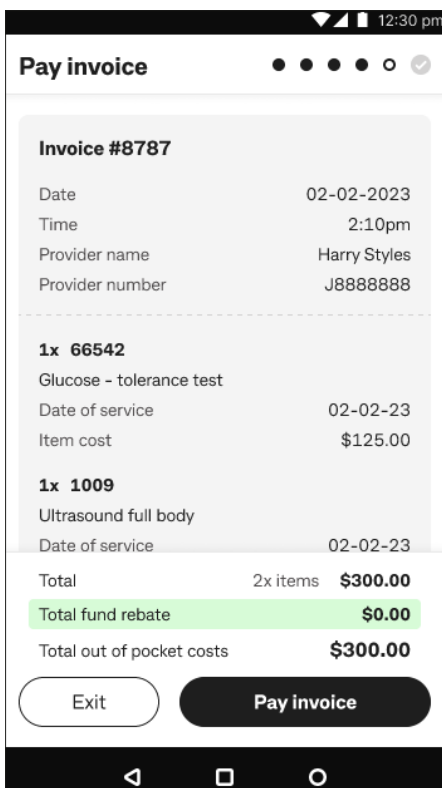 12:30 pm
Pay invoice
Invoice #8787
Date 02-02-2023
Time 2:10pm
Provider name Harry Styles
Provider number J8888888
1x 66542
Glucose - tolerance test
Date of service 02-02-23
Item cost $125.00
1x 1009
Ultrasound full body
Date of service 02-02-23
Total 2x items $300.00
Total fund rebate $0.00
Total out of pocket costs $300.00
Exit Pay invoice